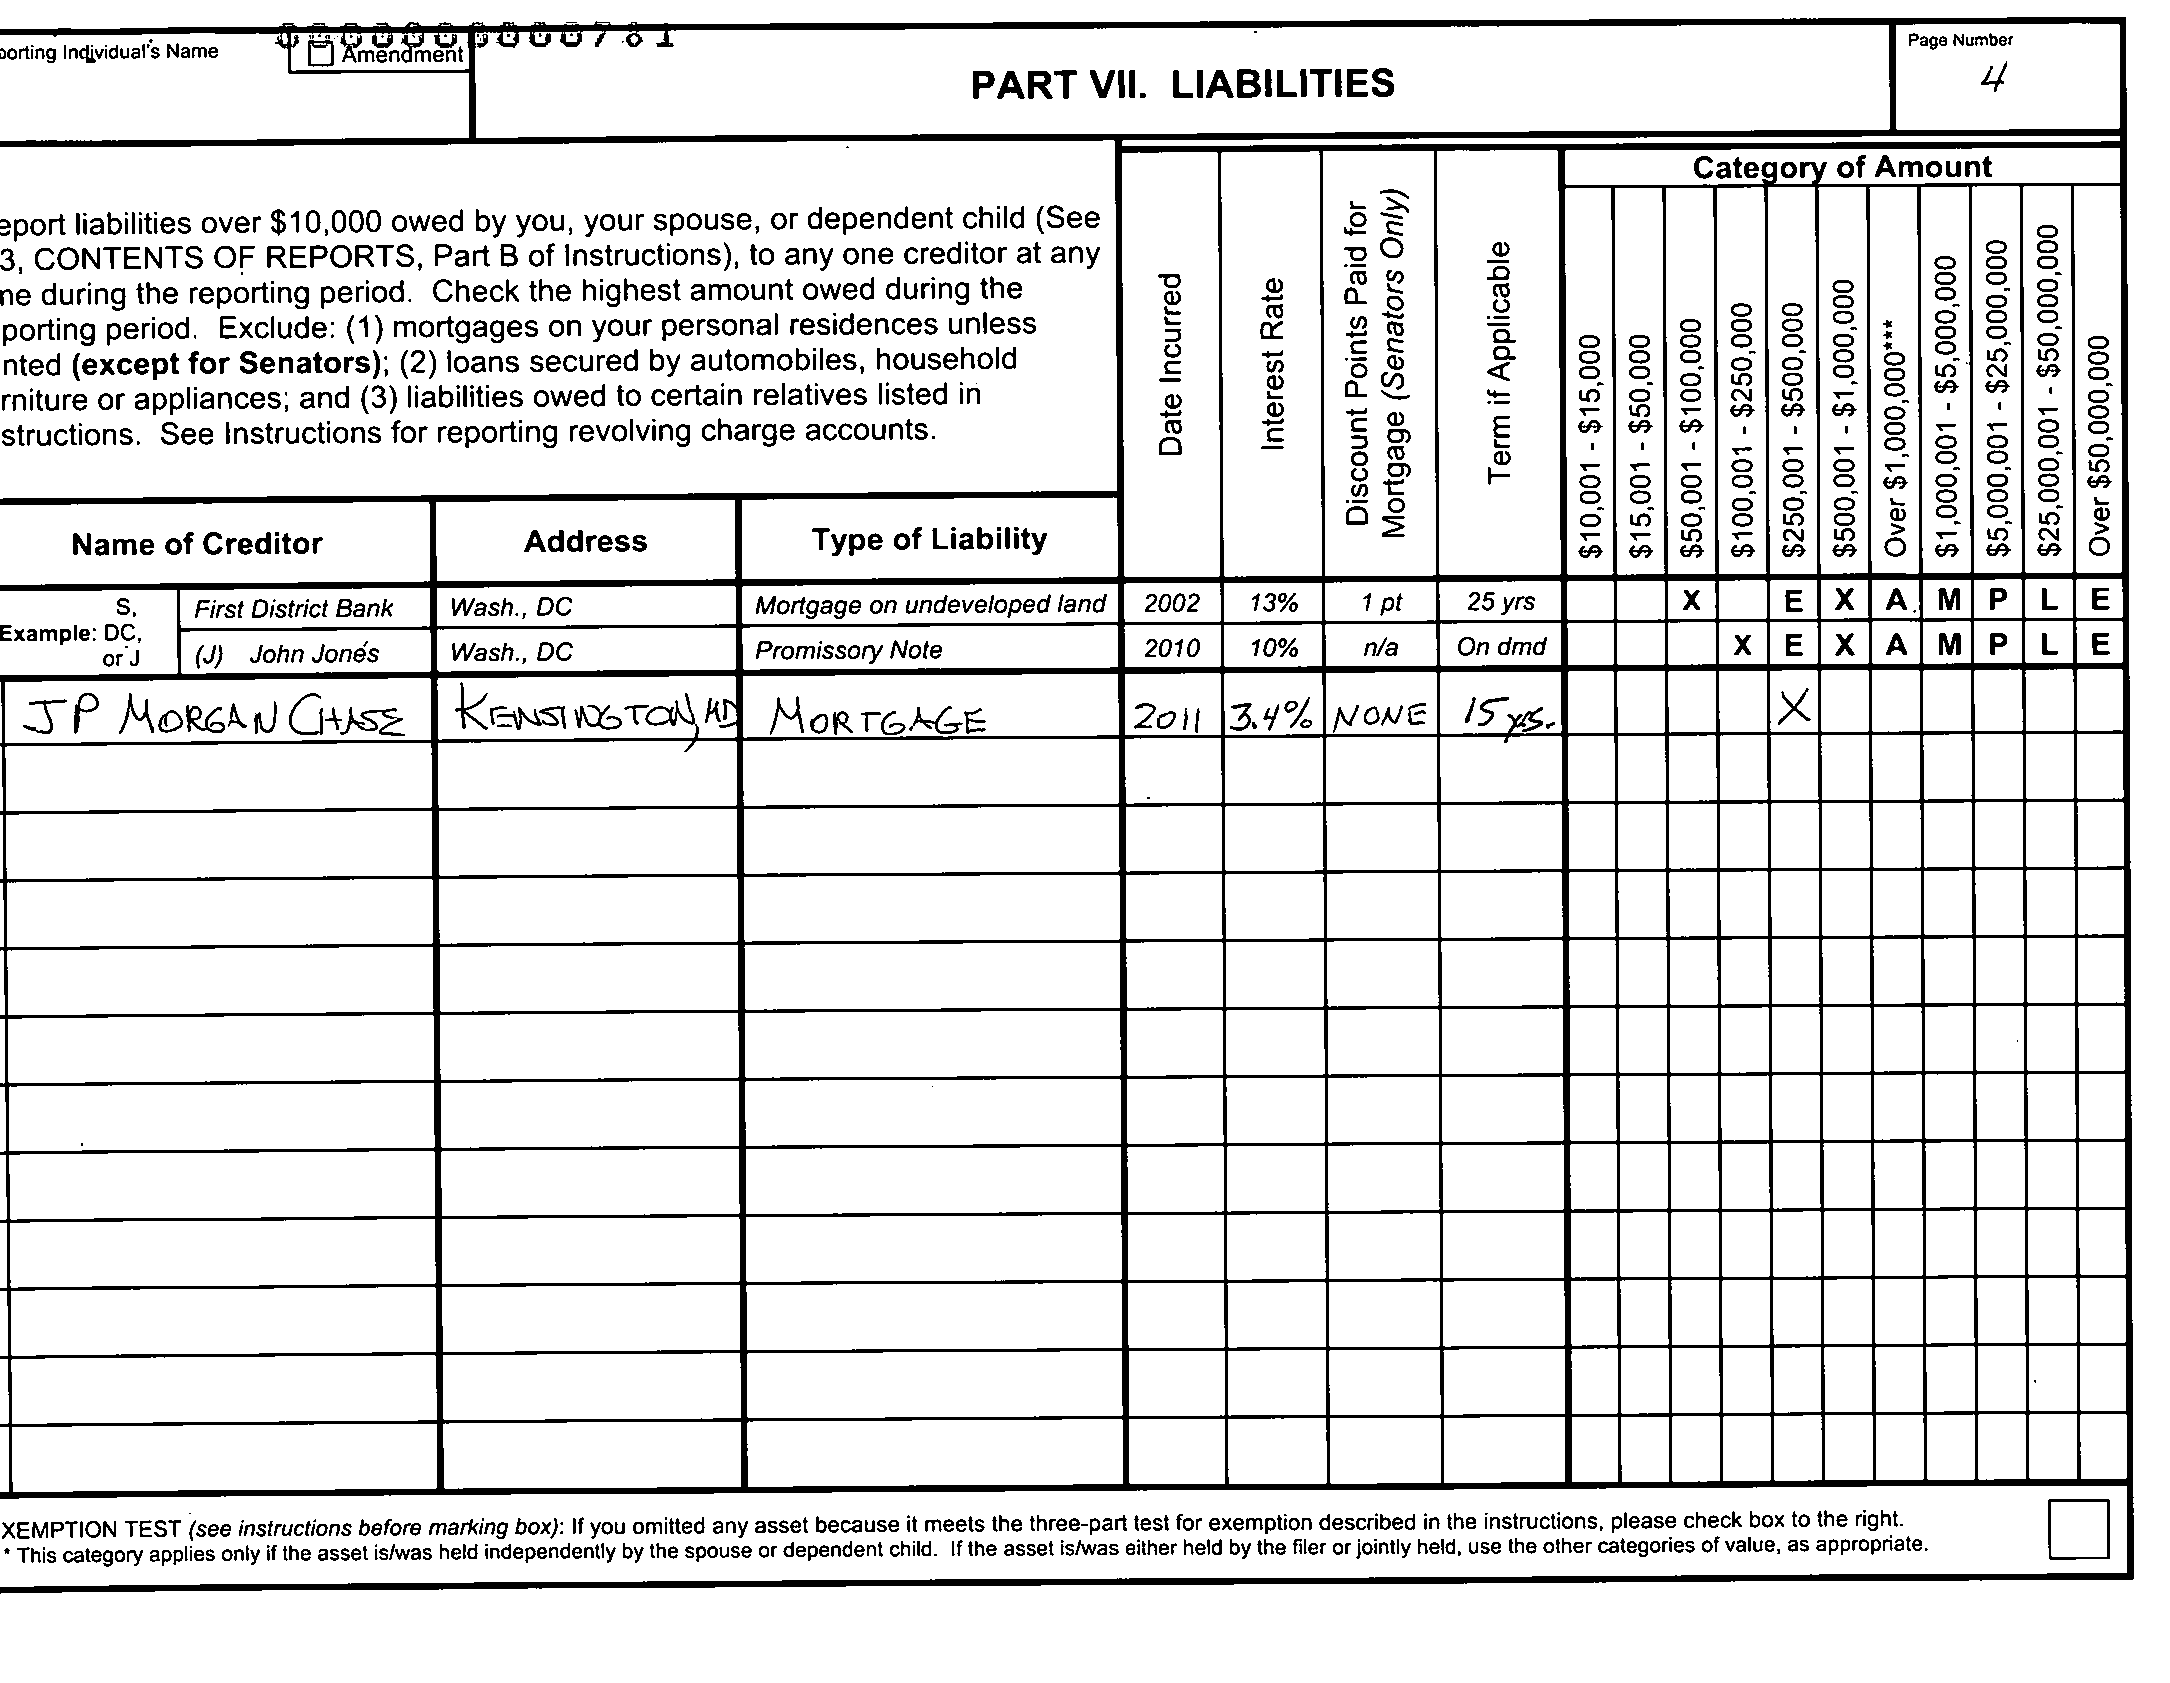 000000000781
porting Individual's Name
Amendment
PART VII. LIABILITIES
Page Number
4
eport liabilities over $10,000 owed by you, your spouse, or dependent child (See
3, CONTENTS OF REPORTS, Part B of Instructions), to any one creditor at any
me during the reporting period. Check the highest amount owed during the
porting period. Exclude: (1) mortgages on your personal residences unless
nted (except for Senators); (2) loans secured by automobiles, household
rniture or appliances; and (3) liabilities owed to certain relatives listed in
structions. See Instructions for reporting revolving charge accounts.
Date Incurred
Interest Rate
Discount Points Paid for
Mortgage (Senators Only)
Term if Applicable
Category of Amount
$10,001 - $15,000
$15,001 - $50,000
$50,001 - $100,000
$100,001 - $250,000
$250,001 - $500,000
$500,001 - $1,000,000
Over $1,000,000***
$1,000,001 - $5,000,000
$5,000,001 - $25,000,000
$25,000,001 - $50,000,000
Over $50,000,000
Name of Creditor Address Type of Liability
Example: S, DC, or J
First District Bank Wash., DC Mortgage on undeveloped land 2002 13% 1 pt 25 yrs X E X A M P L E
(J) John Jones Wash., DC Promissory Note 2010 10% n/a On dmd X E X A M P L E
JP MORGAN CHASE KENSINGTON, MD MORTGAGE 2011 3.4% NONE 15 yrs. X
XEMPTION TEST (see instructions before marking box): If you omitted any asset because it meets the three-part test for exemption described in the instructions, please check box to the right.
* This category applies only if the asset is/was held independently by the spouse or dependent child. If the asset is/was either held by the filer or jointly held, use the other categories of value, as appropriate.